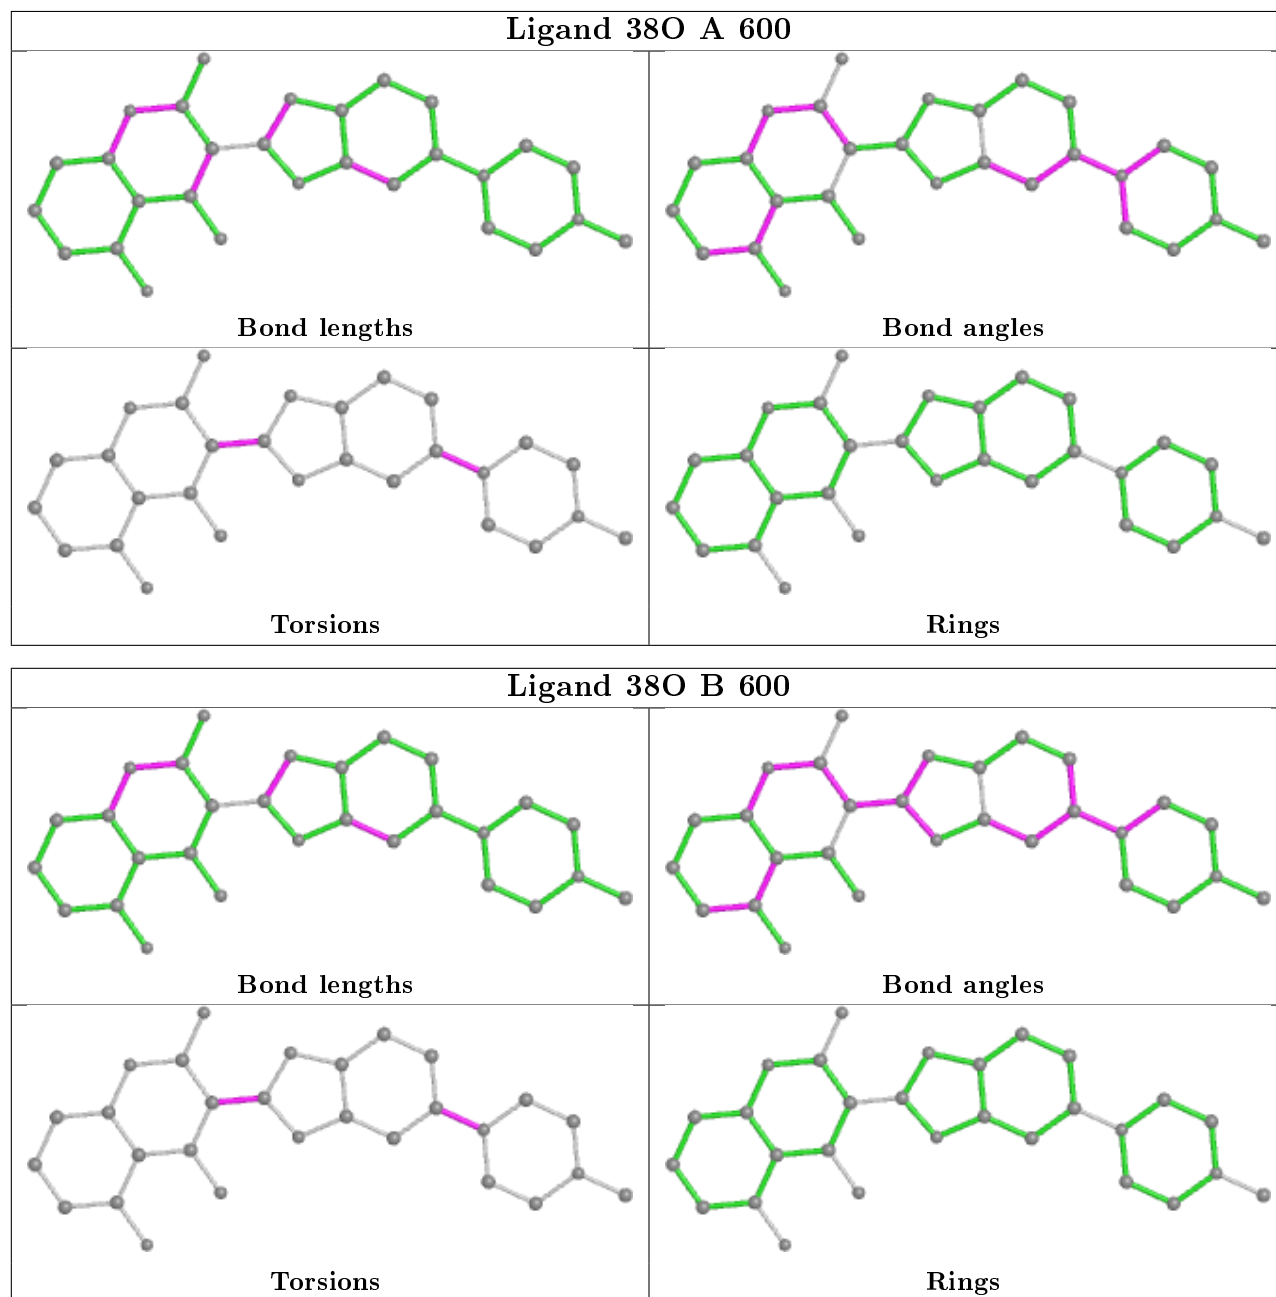 Ligand 38O A 600
Bond lengths
Bond angles
Torsions
Rings
Ligand 38O B 600
Bond lengths
Bond angles
Torsions
Rings